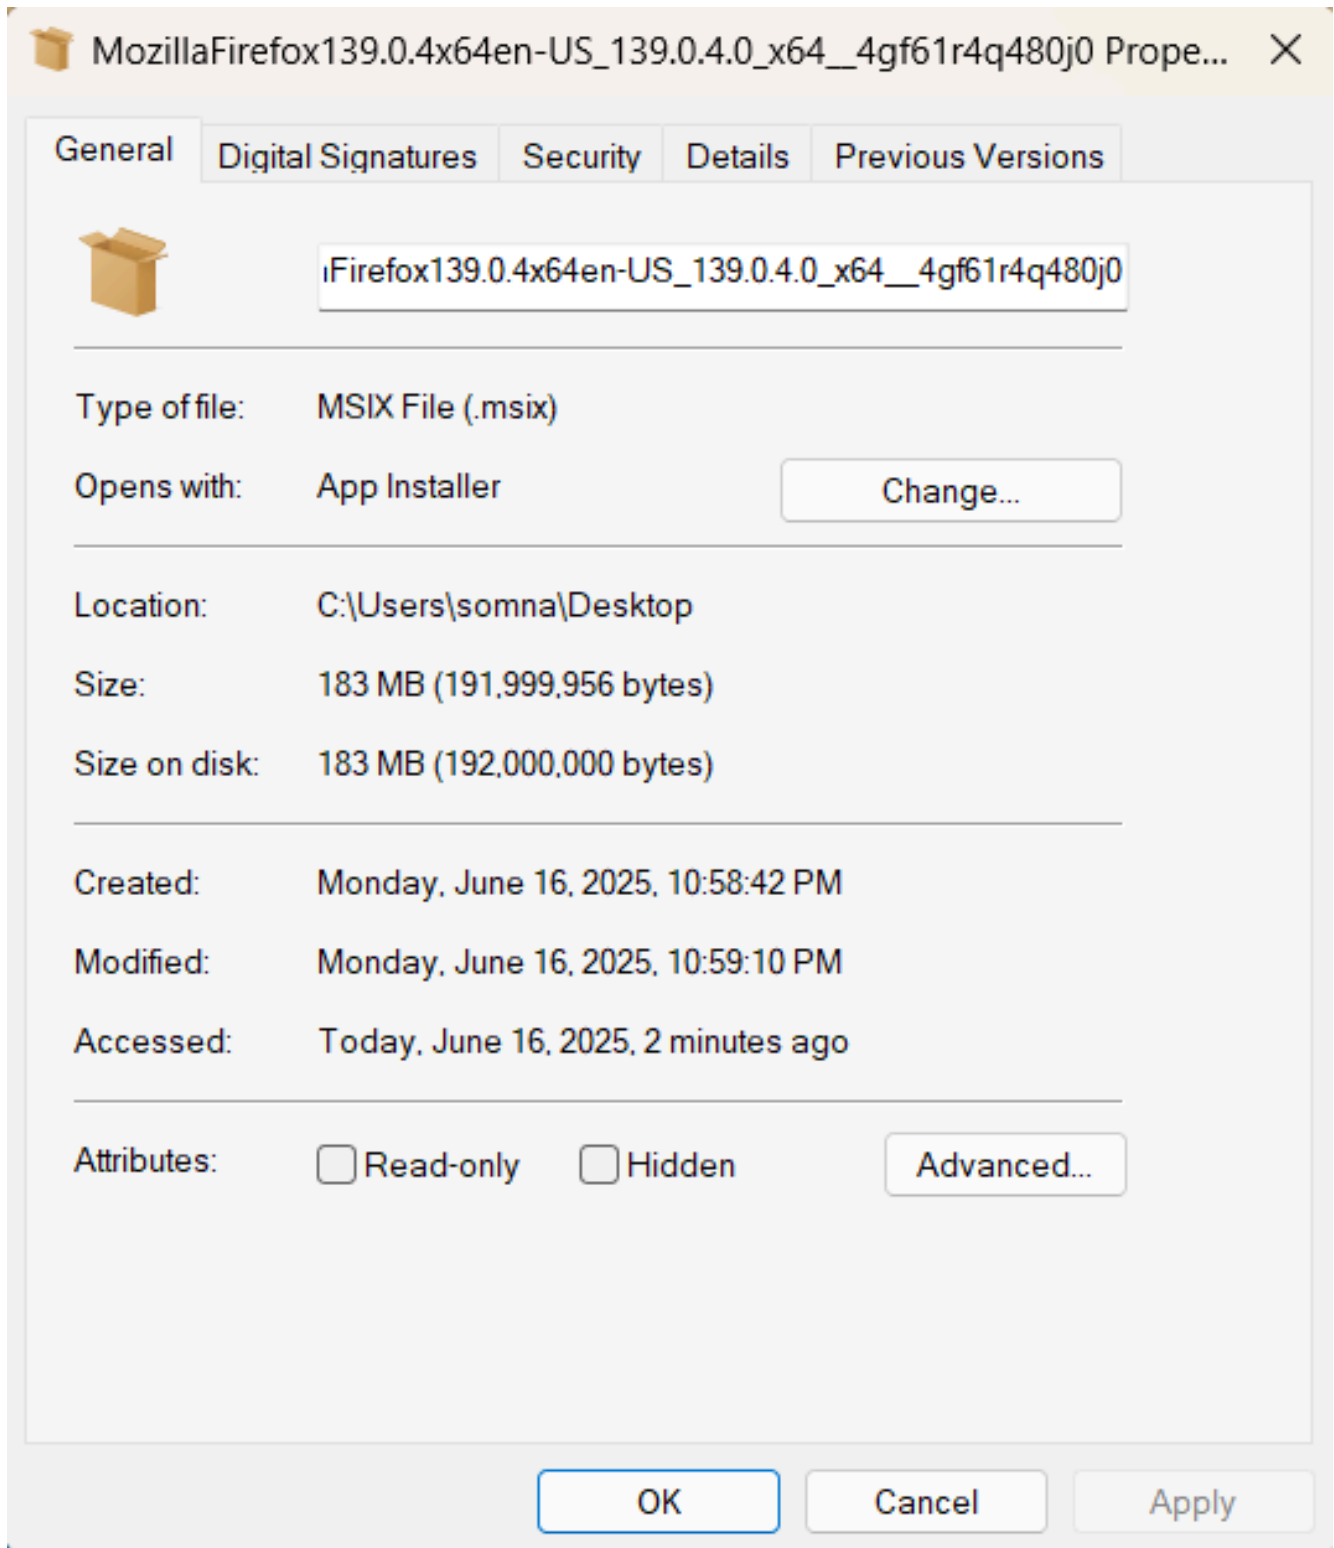 MozillaFirefox139.0.4x64en-US_139.0.4.0_x64__4gf61r4q480j0 Prope...
General Digital Signatures Security Details Previous Versions
Firefox139.0.4x64en-US_139.0.4.0_x64__4gf61r4q480j0
Type of file: MSIX File (.msix)
Opens with: App Installer Change...
Location: C:\Users\somna\Desktop
Size: 183 MB (191,999,956 bytes)
Size on disk: 183 MB (192,000,000 bytes)
Created: Monday, June 16, 2025, 10:58:42 PM
Modified: Monday, June 16, 2025, 10:59:10 PM
Accessed: Today, June 16, 2025, 2 minutes ago
Attributes: Read-only Hidden Advanced...
OK Cancel Apply